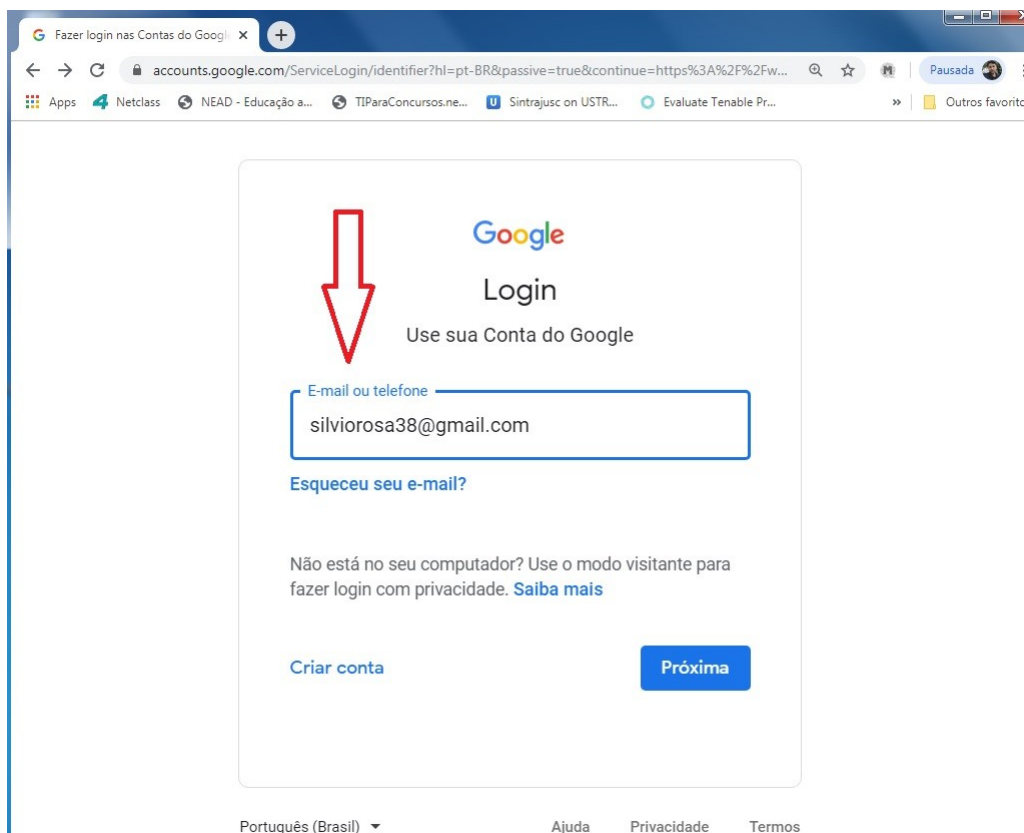 Fazer login nas Contas do Googl
accounts.google.com/ServiceLogin/identifier?hl=pt-BR&passive=true&continue=https%3A%2F%2Fw... Pausada
Apps Netclass NEAD - Educação a... TIParaConcursos.ne... Sintrajusc on USTR... Evaluate Tenable Pr... » Outros favorito
Google
Login
Use sua Conta do Google
E-mail ou telefone
silviorosa38@gmail.com
Esqueceu seu e-mail?
Não está no seu computador? Use o modo visitante para
fazer login com privacidade. Saiba mais
Criar conta Próxima
Português (Brasil) Ajuda Privacidade Termos